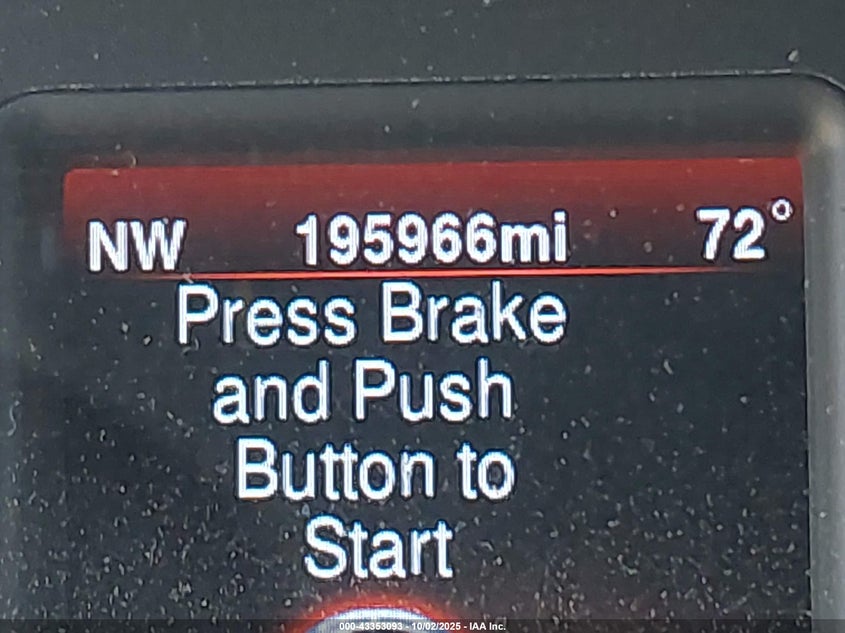 NW 195966mi 72°
Press Brake
and Push
Button to
Start
000-43353093 - 10/02/2025 - IAA Inc.